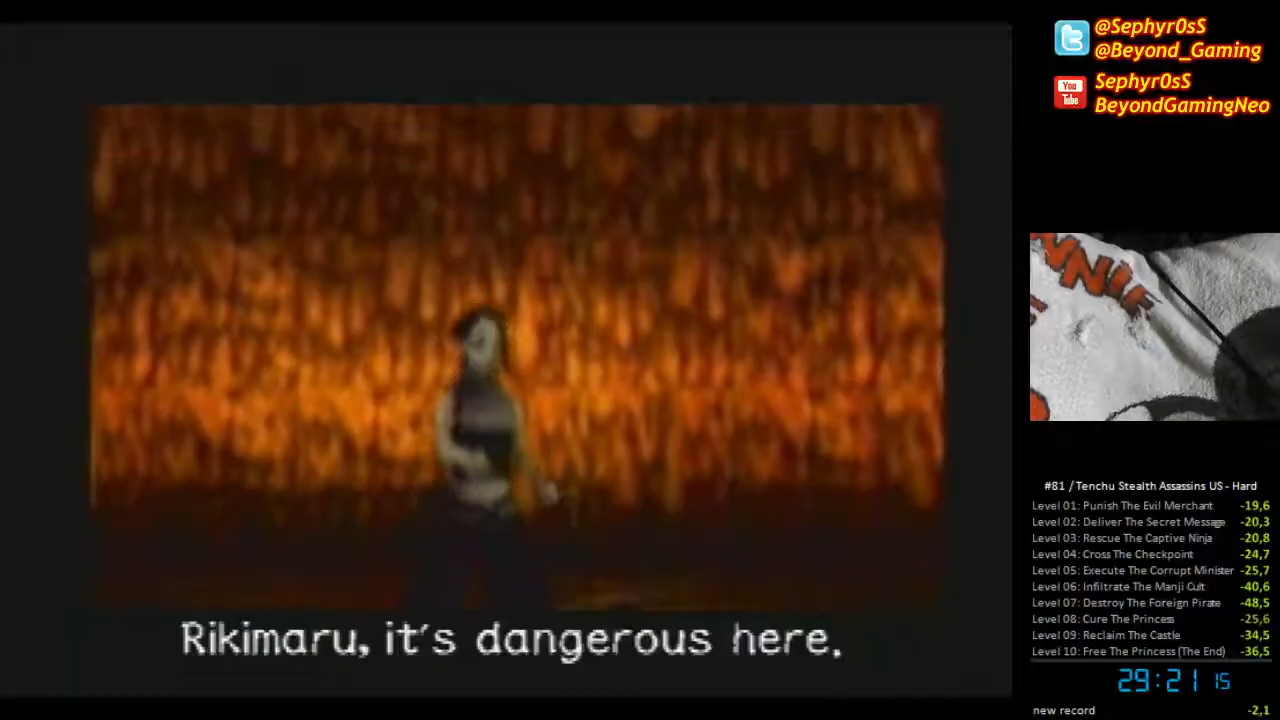 @Sephyr0sS
@Beyond_Gaming
You
Tube
Sephyr0sS
BeyondGamingNeo
Rikimaru, it's dangerous here.
#81 / Tenchu Stealth Assassins US - Hard
Level 01: Punish The Evil Merchant -19,6
Level 02: Deliver The Secret Message -20,3
Level 03: Rescue The Captive Ninja -20,8
Level 04: Cross The Checkpoint -24,7
Level 05: Execute The Corrupt Minister -25,7
Level 06: Infiltrate The Manji Cult -40,6
Level 07: Destroy The Foreign Pirate -48,5
Level 08: Cure The Princess -25,6
Level 09: Reclaim The Castle -34,5
Level 10: Free The Princess (The End) -36,5
29:21 15
new record -2,1